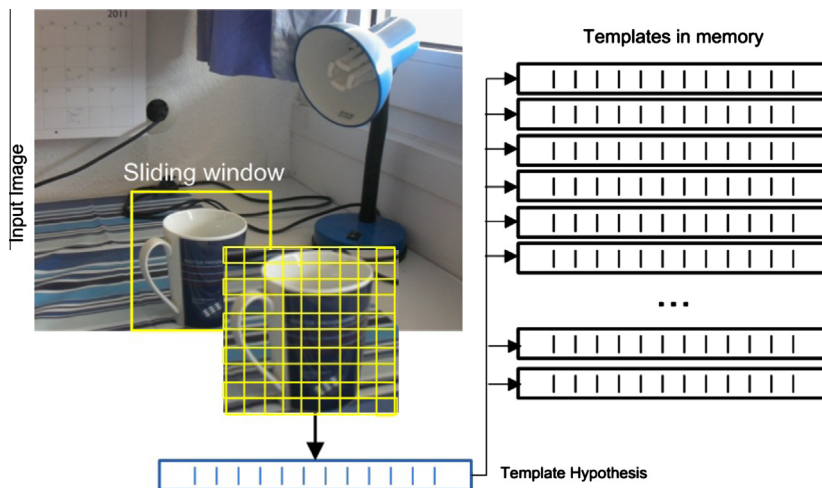 2011
Templates in memory
Input Image
Sliding window
...
Template Hypothesis